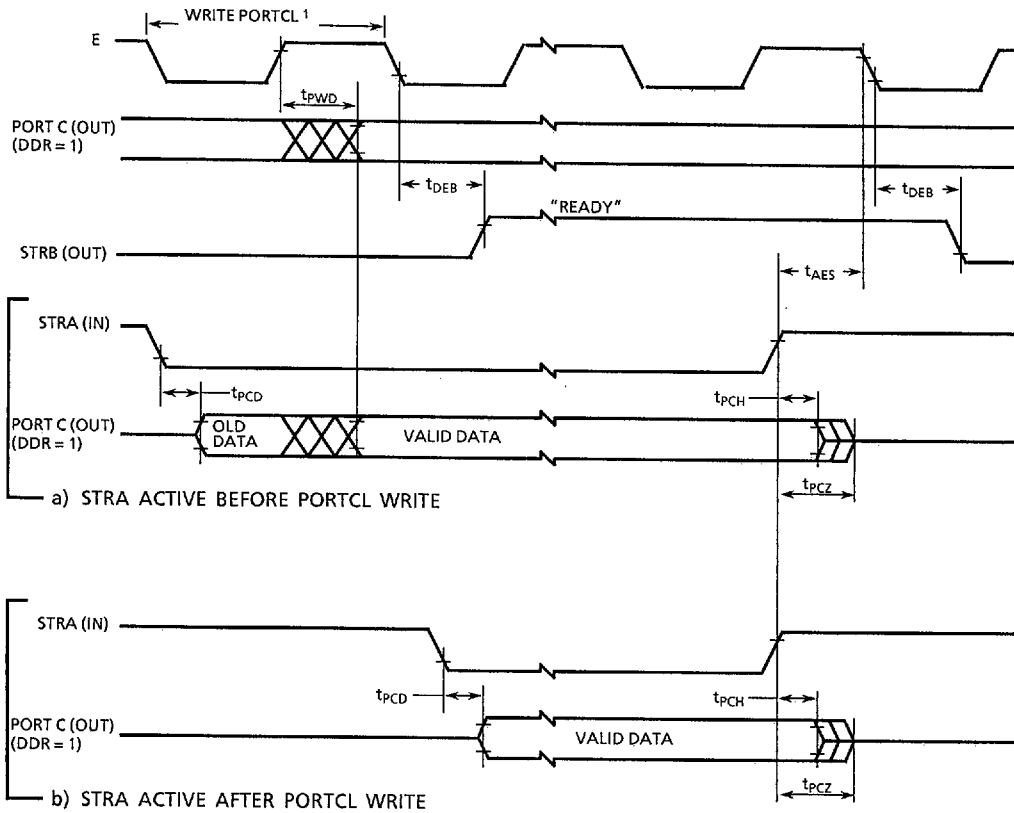 WRITE PORTCL 1
E
tPWD
PORT C (OUT)
(DDR = 1)
tDEB
tDEB
"READY"
STRB (OUT)
tAES
STRA (IN)
tPCD
tPCH
PORT C (OUT)
(DDR = 1)
OLD
DATA
VALID DATA
tPCZ
a) STRA ACTIVE BEFORE PORTCL WRITE
STRA (IN)
tPCD
tPCH
PORT C (OUT)
(DDR = 1)
VALID DATA
tPCZ
b) STRA ACTIVE AFTER PORTCL WRITE